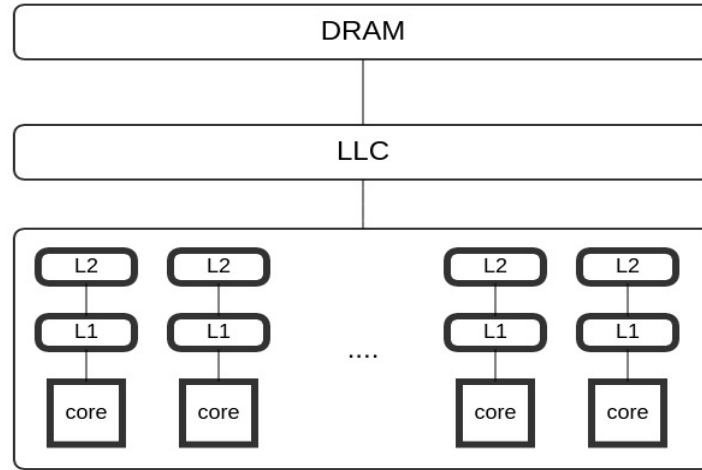 DRAM
LLC
L2 L2 L2 L2
L1 L1 .... L1 L1
core core core core